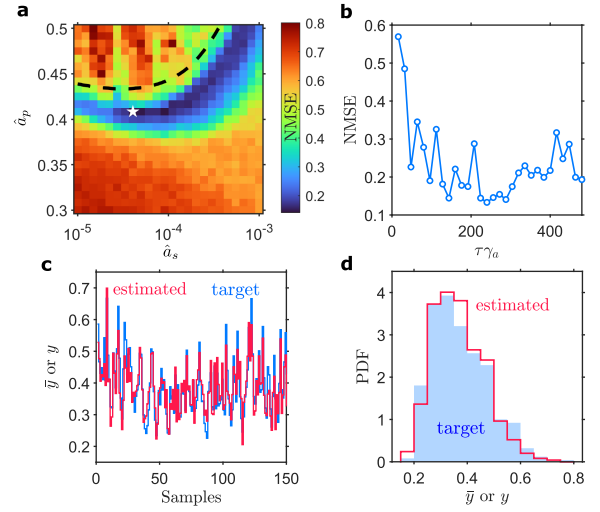 a
0.5
0.45
0.4
0.35
0.3
â_p
10^-5
10^-4
10^-3
â_s
0.8
0.7
0.6
0.5
0.4
0.3
0.2
NMSE
b
0.6
0.5
0.4
0.3
0.2
0.1
NMSE
0
200
400
τγ_a
c
estimated
target
0.7
0.6
0.5
0.4
0.3
0.2
ȳ or y
0
50
100
150
Samples
d
estimated
target
4
3
2
1
0
PDF
0.2
0.4
0.6
0.8
ȳ or y